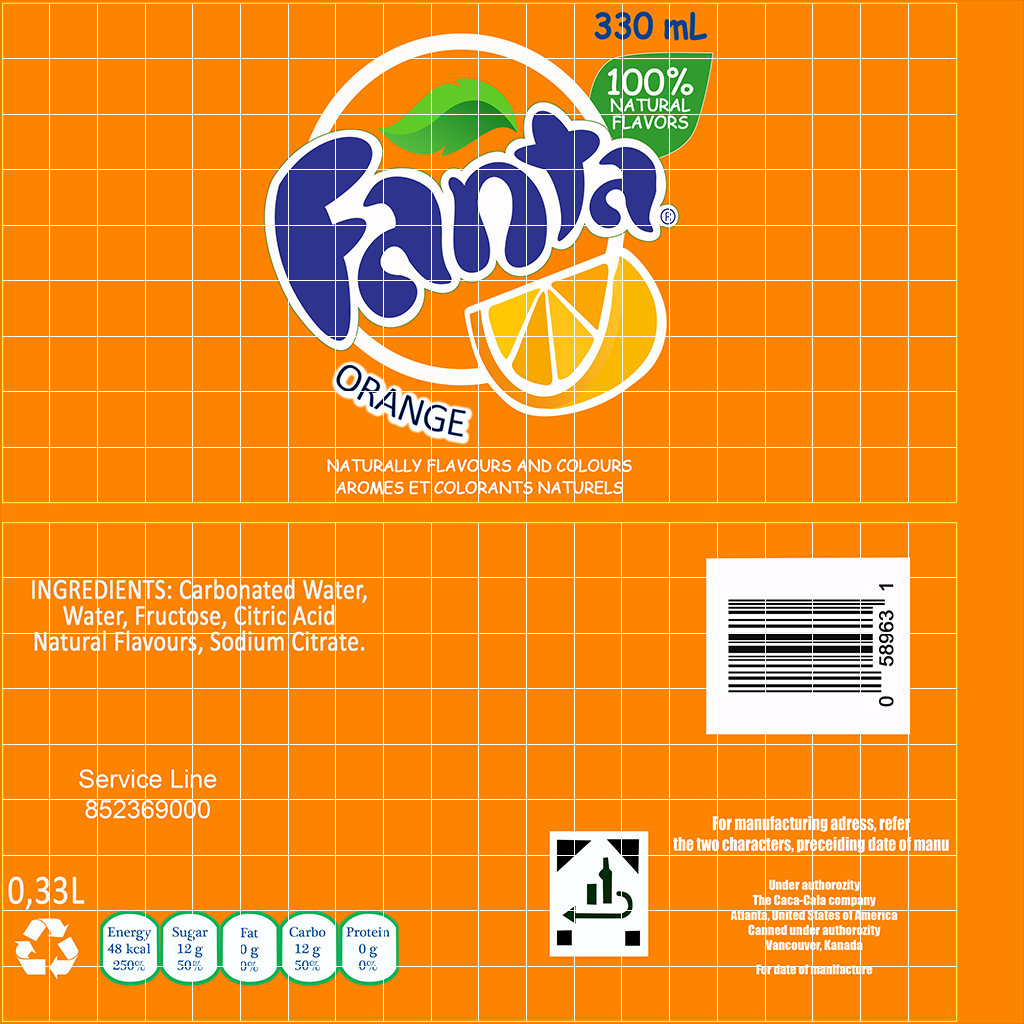 330 mL
100%
NATURAL
FLAVORS
Fanta
®
ORANGE
NATURALLY FLAVOURS AND COLOURS
AROMES ET COLORANTS NATURELS
INGREDIENTS: Carbonated Water,
Water, Fructose, Citric Acid
Natural Flavours, Sodium Citrate.
0 58963 1
Service Line
852369000
For manufacturing adress, refer
the two characters, preceiding date of manu
Under authorozity
The Caca-Cala company
Atlanta, United States of America
Canned under authorozity
Vancouver, Kanada
For date of manifacture
0,33L
Energy
48 kcal
250%
Sugar
12 g
50%
Fat
0 g
0%
Carbo
12 g
50%
Protein
0 g
0%